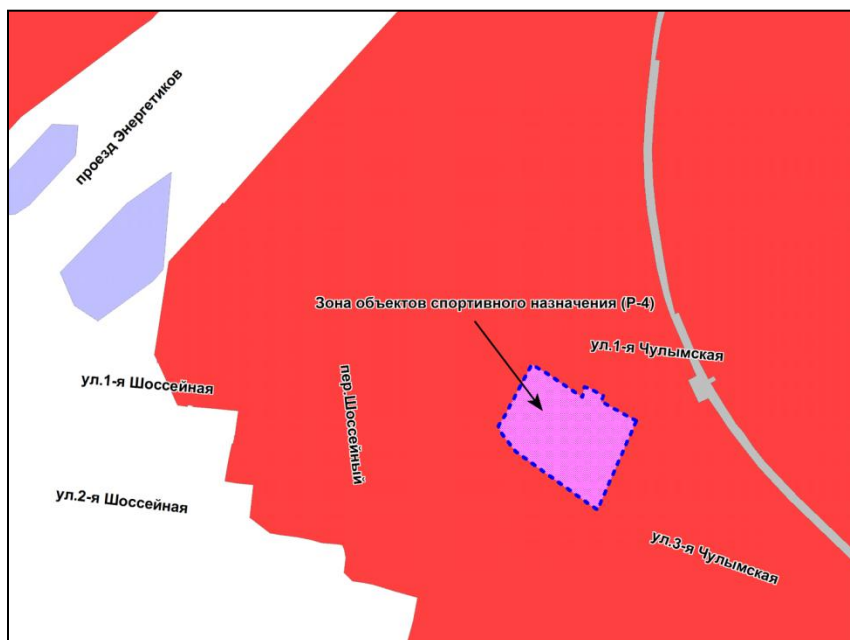 проезд Энергетиков
Зона объектов спортивного назначения (Р-4)
ул.1-я Чулымская
ул.1-я Шоссейная
пер.Шоссейный
ул.2-я Шоссейная
ул.3-я Чулымская